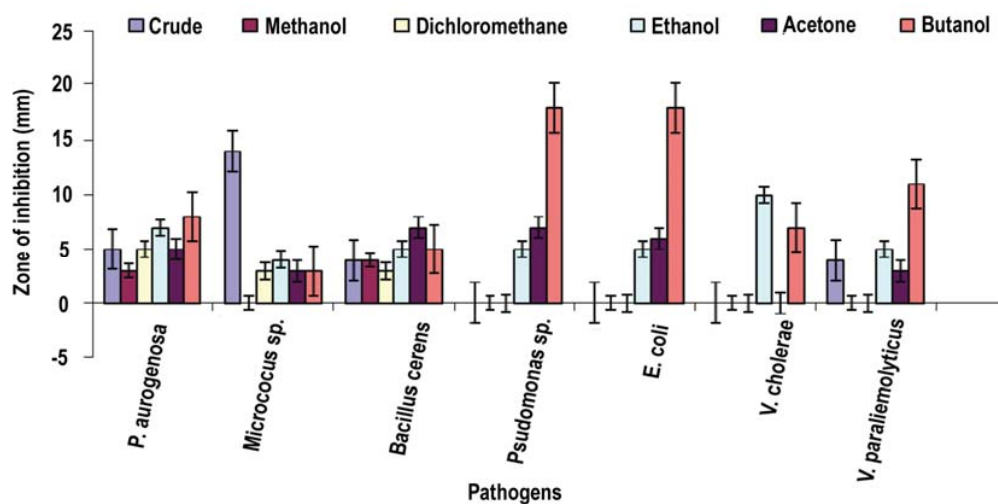 Crude Methanol Dichloromethane Ethanol Acetone Butanol
25
20
15
10
5
0
-5
Zone of inhibition (mm)
P. aurogenosa
Micrococus sp.
Bacillus cerens
Psudomonas sp.
E. coli
V. cholerae
V. paraliemolyticus
Pathogens